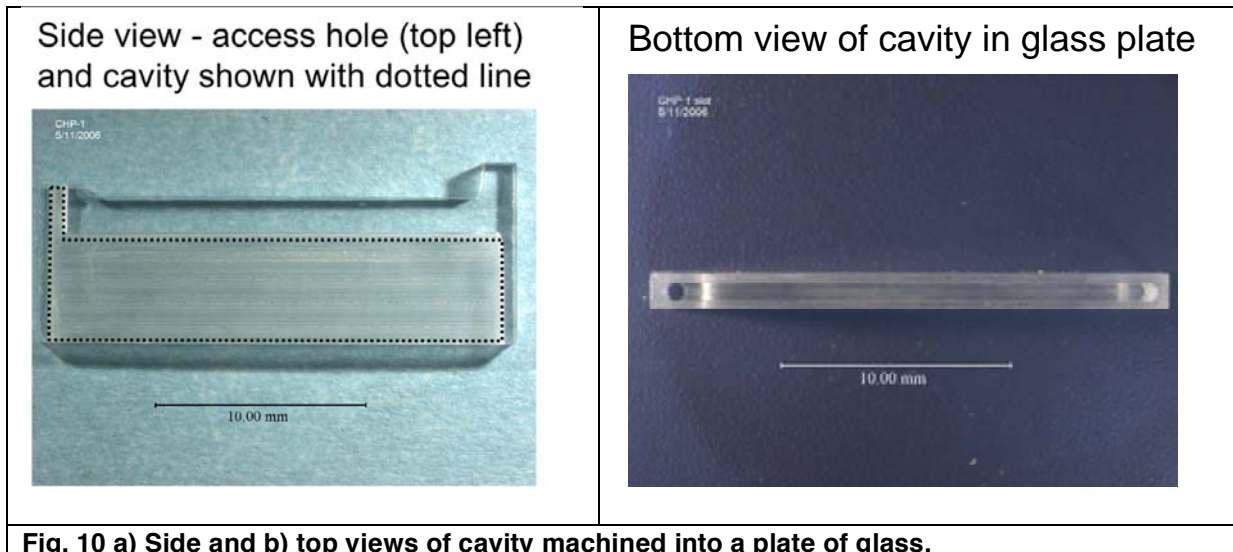 Side view - access hole (top left)
and cavity shown with dotted line
CHP-1
5/11/2006
10.00 mm
Bottom view of cavity in glass plate
CHP 1 slot
5/11/2006
10.00 mm
Fig. 10 a) Side and b) top views of cavity machined into a plate of glass.